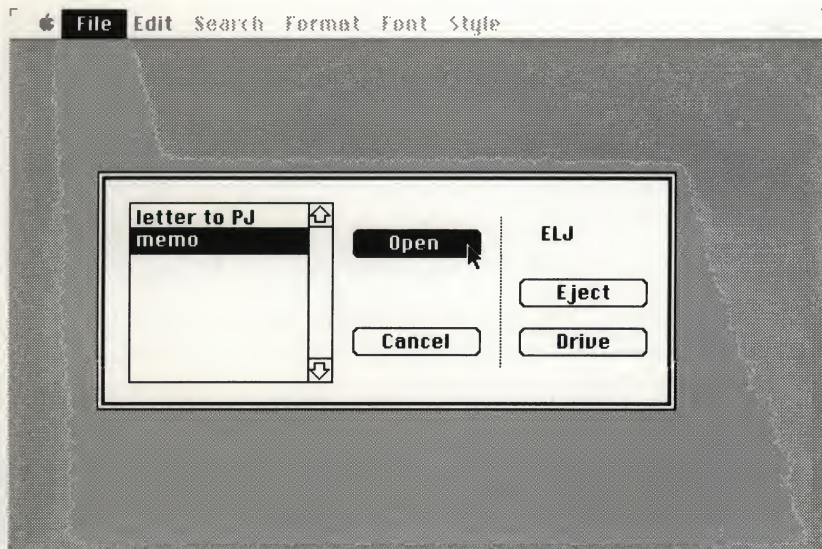 File Edit Search Format Font Style
letter to PJ
memo
Open
Cancel
ELJ
Eject
Drive